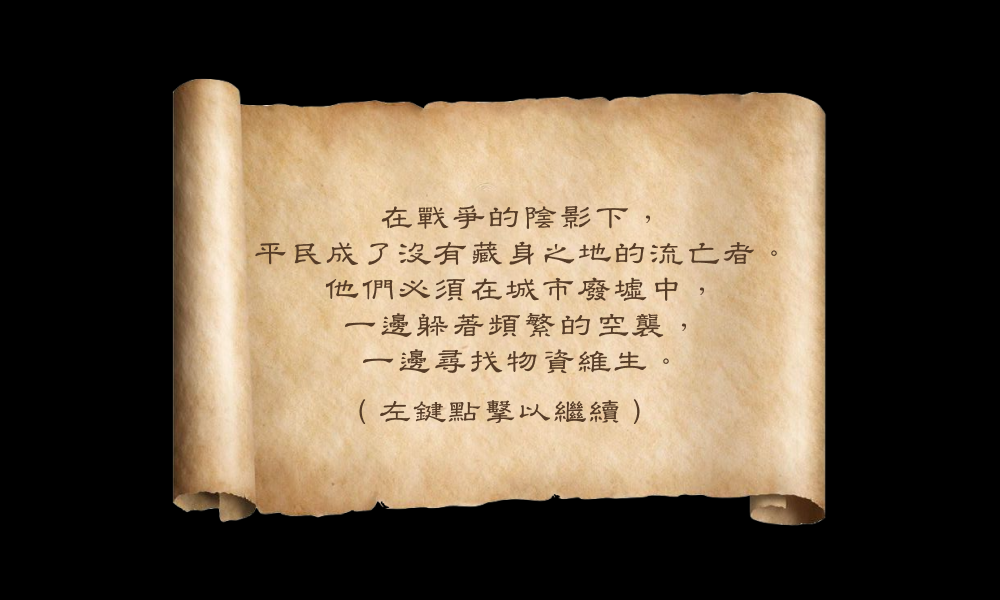 在戰爭的陰影下，
平民成了沒有藏身之地的流亡者。
他們必須在城市廢墟中，
一邊躲著頻繁的空襲，
一邊尋找物資維生。
（左鍵點擊以繼續）